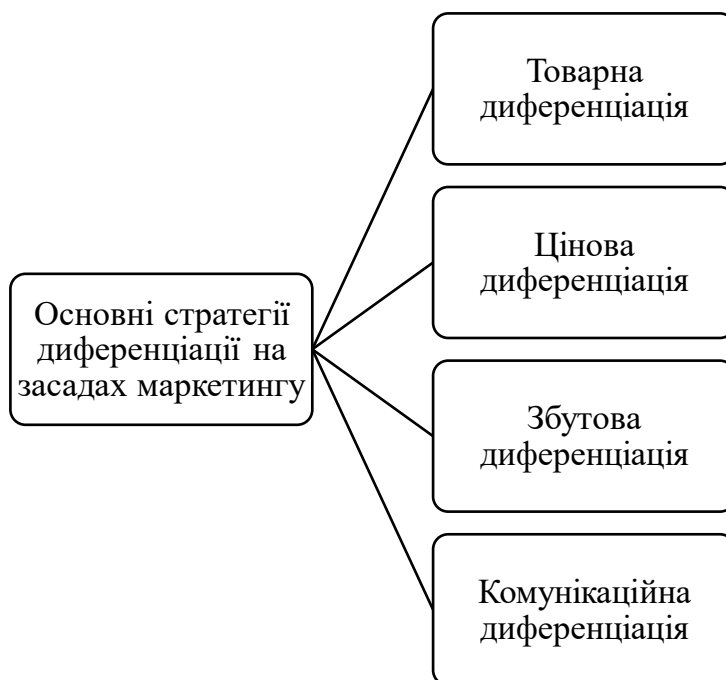 Товарна
диференціація
Цінова
диференціація
Основні стратегії
диференціації на
засадах маркетингу
Збутова
диференціація
Комунікаційна
диференціація